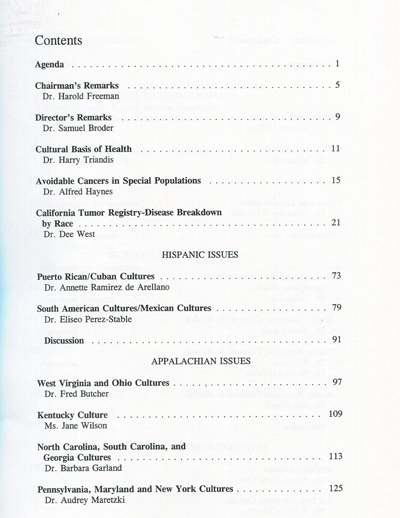 Contents
Agenda . . . . . . . . . . . . . . . . . . . . . . . . . . . . . . . . . . . . . . . 1
Chairman's Remarks . . . . . . . . . . . . . . . . . . . . . . . . . . . . . . 5
Dr. Harold Freeman
Director's Remarks . . . . . . . . . . . . . . . . . . . . . . . . . . . . . . . 9
Dr. Samuel Broder
Cultural Basis of Health . . . . . . . . . . . . . . . . . . . . . . . . . . . . 11
Dr. Harry Triandis
Avoidable Cancers in Special Populations . . . . . . . . . . . . . . . . . . 15
Dr. Alfred Haynes
California Tumor Registry-Disease Breakdown
by Race . . . . . . . . . . . . . . . . . . . . . . . . . . . . . . . . . . . . . 21
Dr. Dee West
HISPANIC ISSUES
Puerto Rican/Cuban Cultures . . . . . . . . . . . . . . . . . . . . . . . . . 73
Dr. Annette Ramirez de Arellano
South American Cultures/Mexican Cultures . . . . . . . . . . . . . . . . . 79
Dr. Eliseo Perez-Stable
Discussion . . . . . . . . . . . . . . . . . . . . . . . . . . . . . . . . . . . 91
APPALACHIAN ISSUES
West Virginia and Ohio Cultures . . . . . . . . . . . . . . . . . . . . . . . 97
Dr. Fred Butcher
Kentucky Culture . . . . . . . . . . . . . . . . . . . . . . . . . . . . . . . 109
Ms. Jane Wilson
North Carolina, South Carolina, and
Georgia Cultures . . . . . . . . . . . . . . . . . . . . . . . . . . . . . . . 113
Dr. Barbara Garland
Pennsylvania, Maryland and New York Cultures . . . . . . . . . . . . . . 125
Dr. Audrey Maretzki